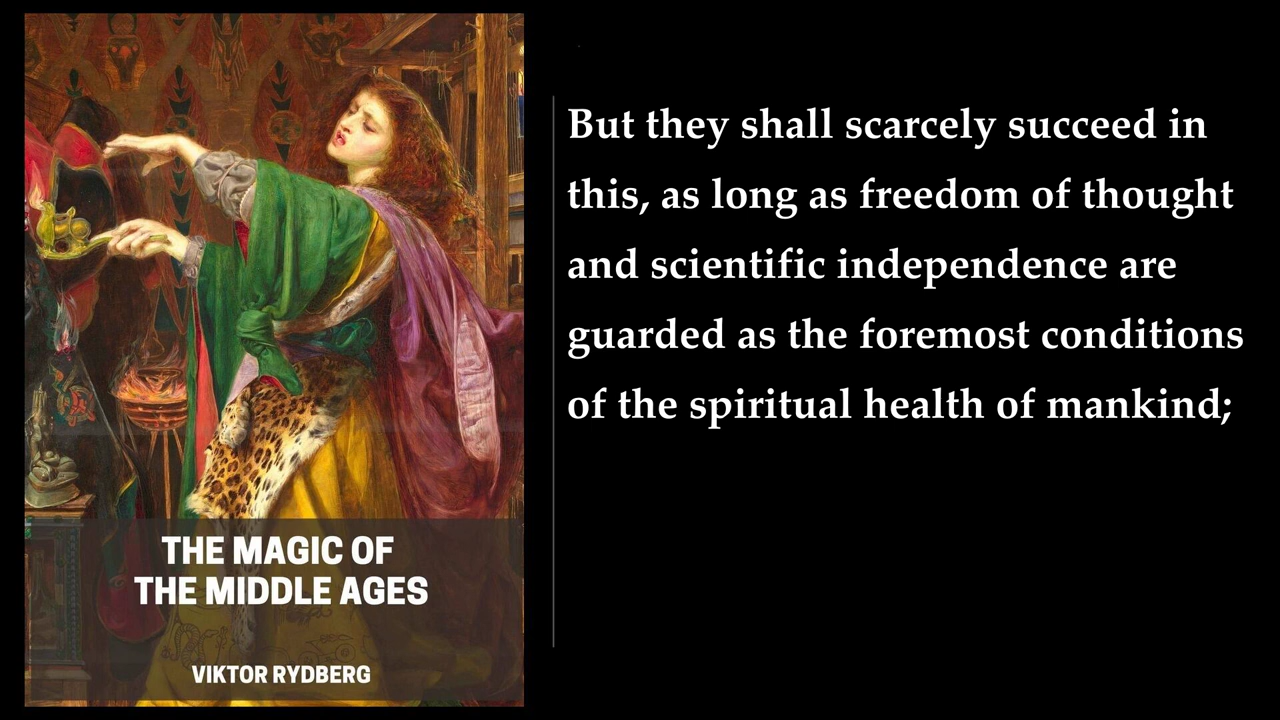 THE MAGIC OF
THE MIDDLE AGES
VIKTOR RYDBERG
But they shall scarcely succeed in
this, as long as freedom of thought
and scientific independence are
guarded as the foremost conditions
of the spiritual health of mankind;